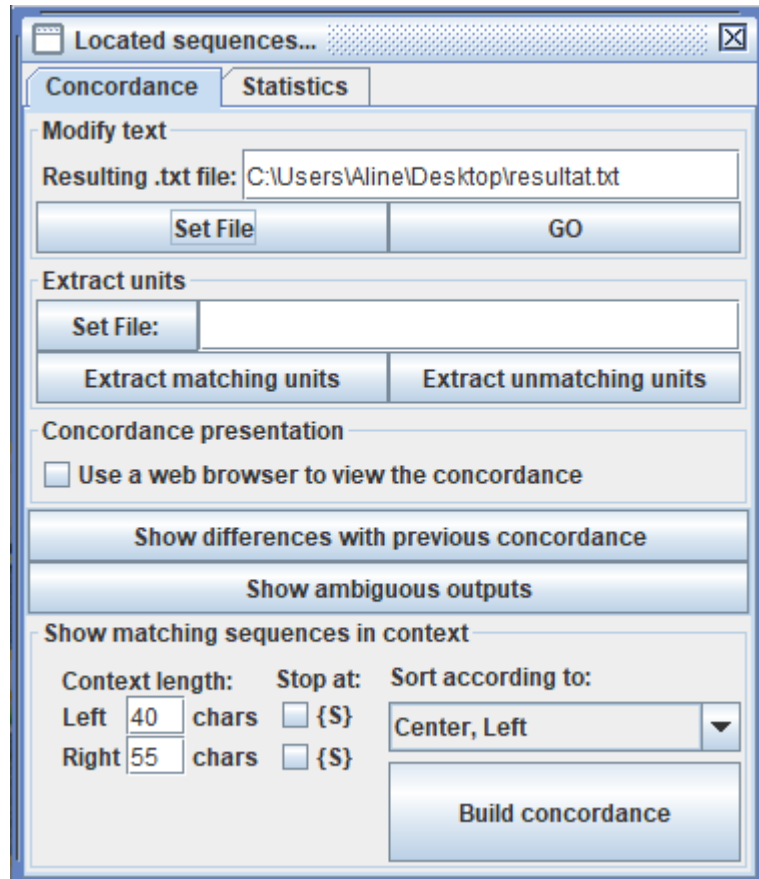 Located sequences...
Concordance Statistics
Modify text
Resulting .txt file: C:\Users\Aline\Desktop\resultat.txt
Set File GO
Extract units
Set File:
Extract matching units Extract unmatching units
Concordance presentation
Use a web browser to view the concordance
Show differences with previous concordance
Show ambiguous outputs
Show matching sequences in context
Context length: Stop at: Sort according to:
Left 40 chars {S} Center, Left
Right 55 chars {S}
Build concordance